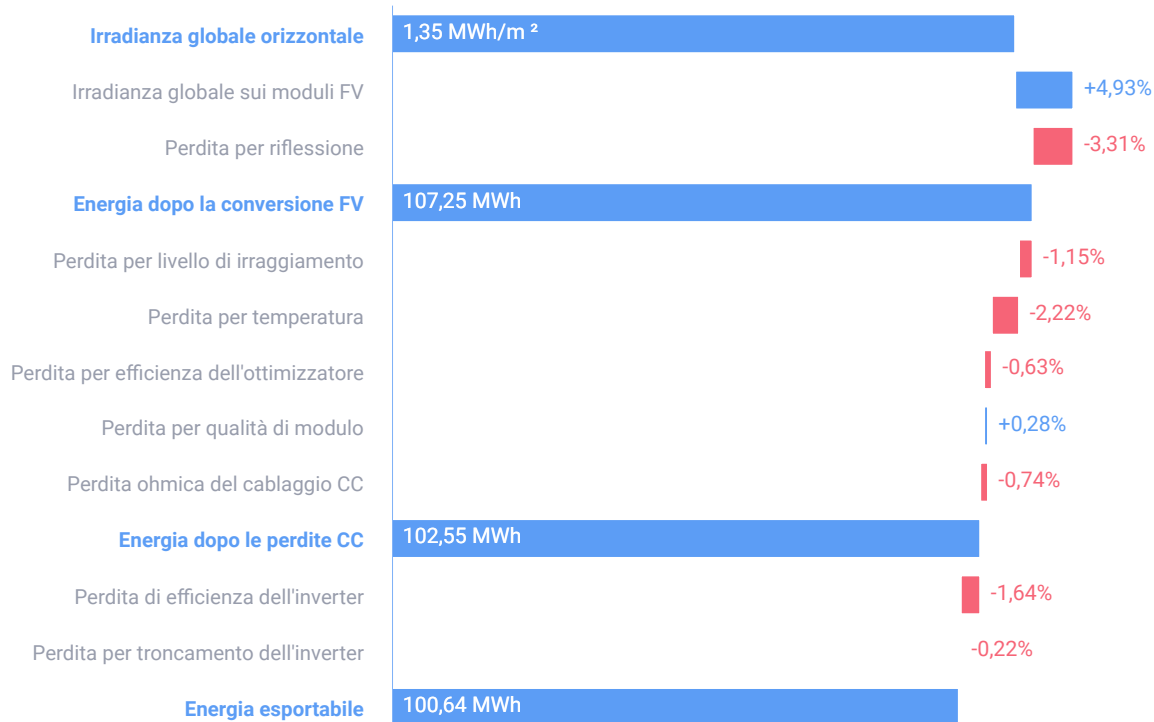 Irradianza globale orizzontale 1,35 MWh/m ²
Irradianza globale sui moduli FV +4,93%
Perdita per riflessione -3,31%
Energia dopo la conversione FV 107,25 MWh
Perdita per livello di irraggiamento -1,15%
Perdita per temperatura -2,22%
Perdita per efficienza dell'ottimizzatore -0,63%
Perdita per qualità di modulo +0,28%
Perdita ohmica del cablaggio CC -0,74%
Energia dopo le perdite CC 102,55 MWh
Perdita di efficienza dell'inverter -1,64%
Perdita per troncamento dell'inverter -0,22%
Energia esportabile 100,64 MWh